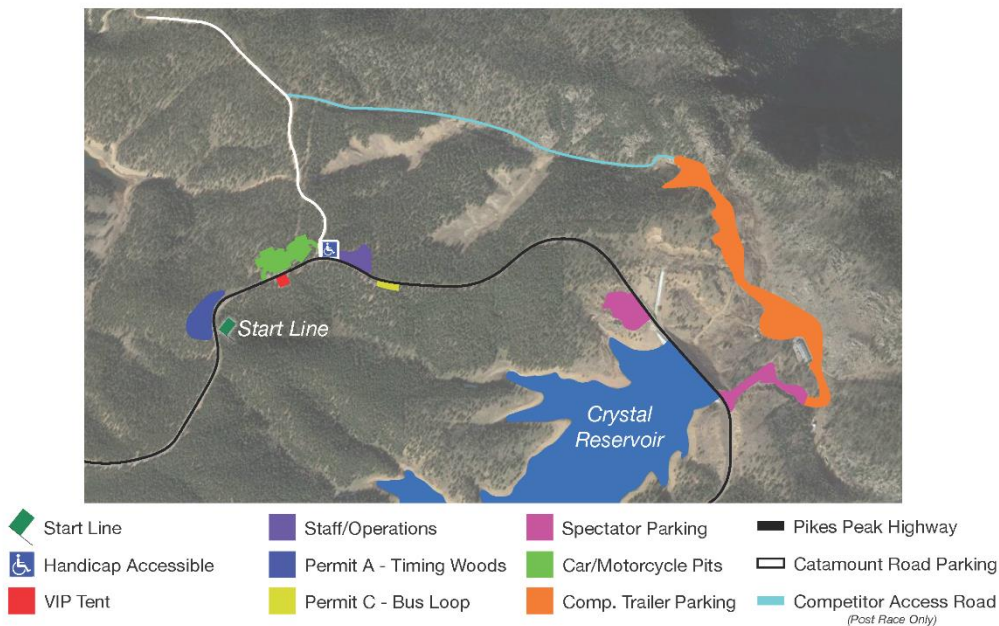 Start Line
Crystal
Reservoir
Start Line
Handicap Accessible
VIP Tent
Staff/Operations
Permit A - Timing Woods
Permit C - Bus Loop
Spectator Parking
Car/Motorcycle Pits
Comp. Trailer Parking
Pikes Peak Highway
Catamount Road Parking
Competitor Access Road
(Post Race Only)